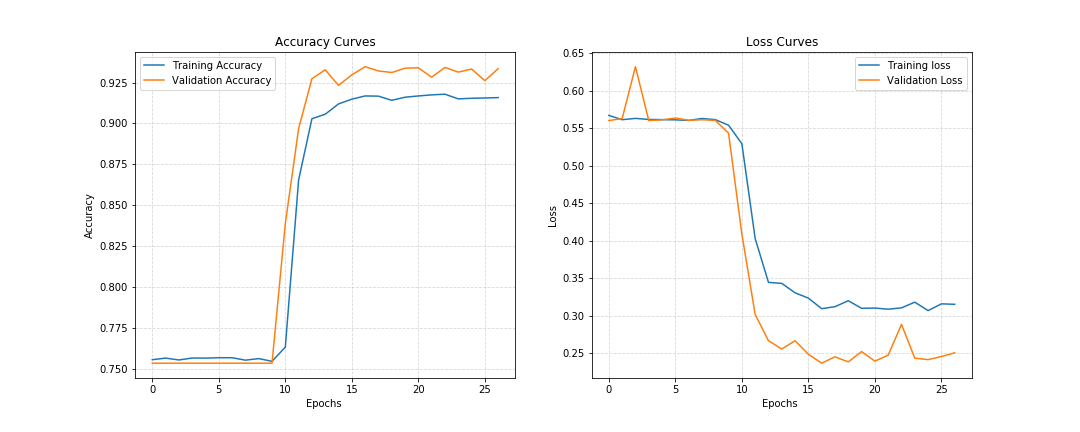 Accuracy Curves
Training Accuracy
Validation Accuracy
0.925
0.900
0.875
0.850
0.825
0.800
0.775
0.750
Accuracy
0
5
10
15
20
25
Epochs
Loss Curves
Training loss
Validation Loss
0.65
0.60
0.55
0.50
0.45
0.40
0.35
0.30
0.25
Loss
0
5
10
15
20
25
Epochs